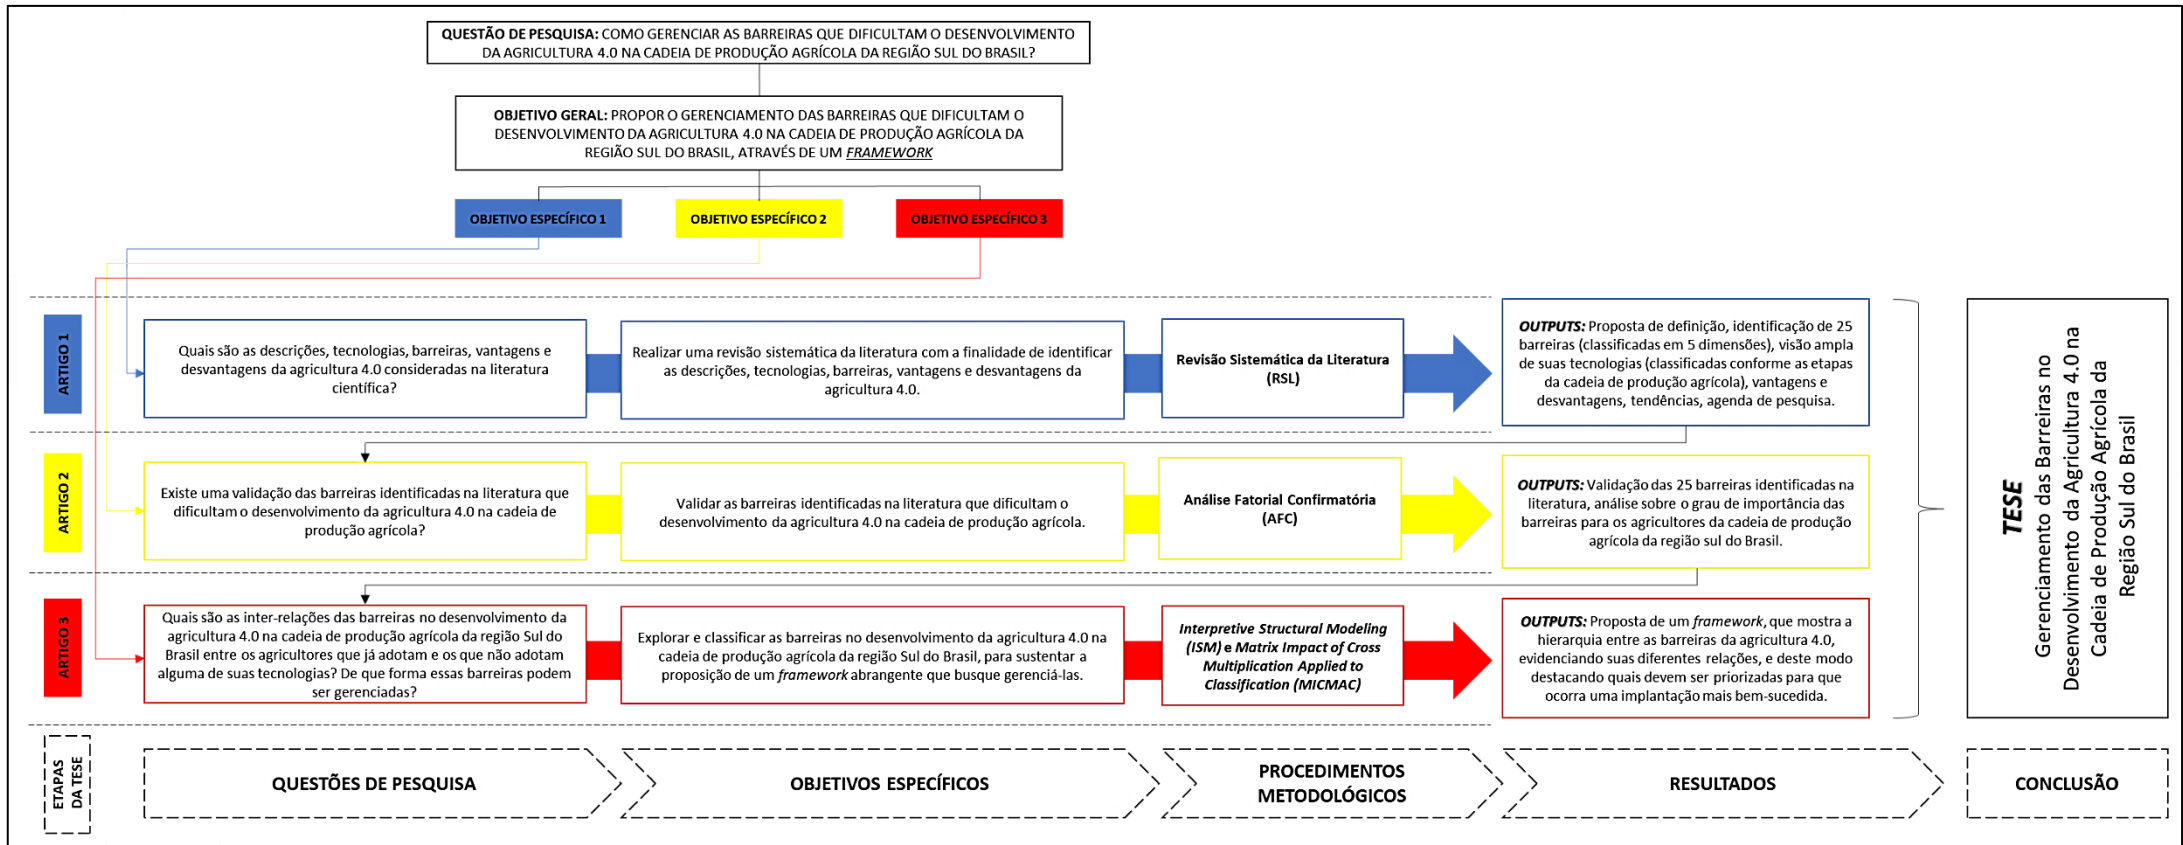 QUESTÃO DE PESQUISA: COMO GERENCIAR AS BARREIRAS QUE DIFICULTAM O DESENVOLVIMENTO
DA AGRICULTURA 4.0 NA CADEIA DE PRODUÇÃO AGRÍCOLA DA REGIÃO SUL DO BRASIL?
OBJETIVO GERAL: PROPOR O GERENCIAMENTO DAS BARREIRAS QUE DIFICULTAM O
DESENVOLVIMENTO DA AGRICULTURA 4.0 NA CADEIA DE PRODUÇÃO AGRÍCOLA DA
REGIÃO SUL DO BRASIL, ATRAVÉS DE UM FRAMEWORK
OBJETIVO ESPECÍFICO 1
OBJETIVO ESPECÍFICO 2
OBJETIVO ESPECÍFICO 3
ARTIGO 1
Quais são as descrições, tecnologias, barreiras, vantagens e
desvantagens da agricultura 4.0 consideradas na literatura
científica?
Realizar uma revisão sistemática da literatura com a finalidade de identificar
as descrições, tecnologias, barreiras, vantagens e desvantagens da
agricultura 4.0.
Revisão Sistemática da Literatura
(RSL)
OUTPUTS: Proposta de definição, identificação de 25
barreiras (classificadas em 5 dimensões), visão ampla
de suas tecnologias (classificadas conforme as etapas
da cadeia de produção agrícola), vantagens e
desvantagens, tendências, agenda de pesquisa.
ARTIGO 2
Existe uma validação das barreiras identificadas na literatura que
dificultam o desenvolvimento da agricultura 4.0 na cadeia de
produção agrícola?
Validar as barreiras identificadas na literatura que dificultam o
desenvolvimento da agricultura 4.0 na cadeia de produção agrícola.
Análise Fatorial Confirmatória
(AFC)
OUTPUTS: Validação das 25 barreiras identificadas na
literatura, análise sobre o grau de importância das
barreiras para os agricultores da cadeia de produção
agrícola da região sul do Brasil.
ARTIGO 3
Quais são as inter-relações das barreiras no desenvolvimento da
agricultura 4.0 na cadeia de produção agrícola da região Sul do
Brasil entre os agricultores que já adotam e os que não adotam
alguma de suas tecnologias? De que forma essas barreiras podem
ser gerenciadas?
Explorar e classificar as barreiras no desenvolvimento da agricultura 4.0 na
cadeia de produção agrícola da região Sul do Brasil, para sustentar a
proposição de um framework abrangente que busque gerenciá-las.
Interpretive Structural Modeling
(ISM) e Matrix Impact of Cross
Multiplication Applied to
Classification (MICMAC)
OUTPUTS: Proposta de um framework, que mostra a
hierarquia entre as barreiras da agricultura 4.0,
evidenciando suas diferentes relações, e deste modo
destacando quais devem ser priorizadas para que
ocorra uma implantação mais bem-sucedida.
TESE
Gerenciamento das Barreiras no
Desenvolvimento da Agricultura 4.0 na
Cadeia de Produção Agrícola da
Região Sul do Brasil
ETAPAS
DA TESE
QUESTÕES DE PESQUISA
OBJETIVOS ESPECÍFICOS
PROCEDIMENTOS
METODOLÓGICOS
RESULTADOS
CONCLUSÃO